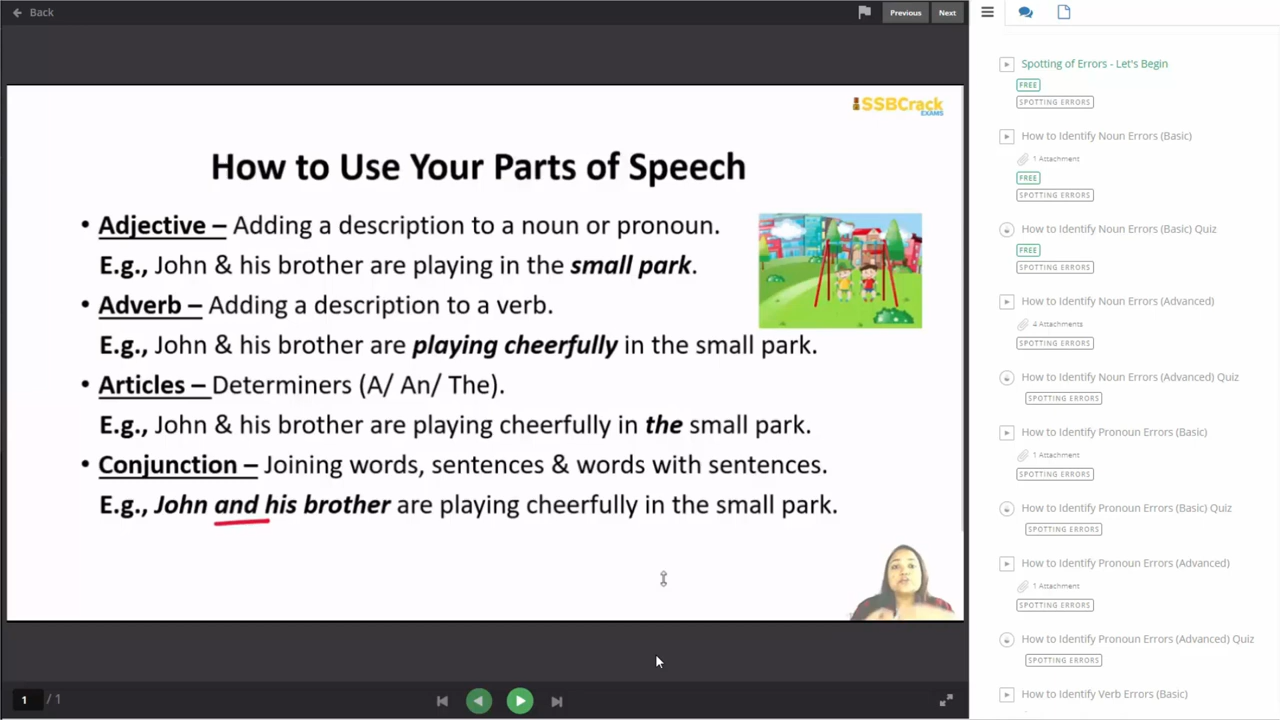 Back
Previous
Next
SSBCrack
EXAMS
How to Use Your Parts of Speech
• Adjective – Adding a description to a noun or pronoun.
E.g., John & his brother are playing in the small park.
• Adverb – Adding a description to a verb.
E.g., John & his brother are playing cheerfully in the small park.
• Articles – Determiners (A/ An/ The).
E.g., John & his brother are playing cheerfully in the small park.
• Conjunction – Joining words, sentences & words with sentences.
E.g., John and his brother are playing cheerfully in the small park.
1 / 1
Spotting of Errors - Let's Begin
FREE
SPOTTING ERRORS
How to Identify Noun Errors (Basic)
1 Attachment
FREE
SPOTTING ERRORS
How to Identify Noun Errors (Basic) Quiz
FREE
SPOTTING ERRORS
How to Identify Noun Errors (Advanced)
4 Attachments
SPOTTING ERRORS
How to Identify Noun Errors (Advanced) Quiz
SPOTTING ERRORS
How to Identify Pronoun Errors (Basic)
1 Attachment
SPOTTING ERRORS
How to Identify Pronoun Errors (Basic) Quiz
SPOTTING ERRORS
How to Identify Pronoun Errors (Advanced)
1 Attachment
SPOTTING ERRORS
How to Identify Pronoun Errors (Advanced) Quiz
SPOTTING ERRORS
How to Identify Verb Errors (Basic)